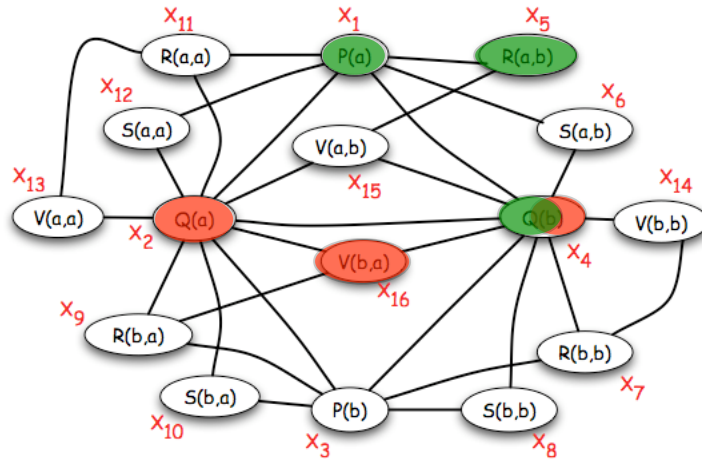 X11 X1 X5
R(a,a) P(a) R(a,b)
X12 X6
S(a,a) V(a,b) S(a,b)
X13 X15 X14
V(a,a) X2 Q(a) Q(b) X4 V(b,b)
V(b,a)
X16
X9
R(b,a) R(b,b)
X7
S(b,a) P(b) S(b,b)
X10 X3 X8